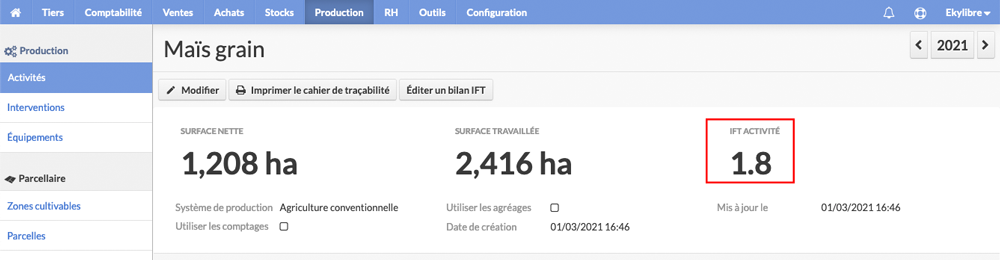 Tiers Comptabilité Ventes Achats Stocks Production RH Outils Configuration Ekylibre
Production
Activités
Interventions
Équipements
Parcellaire
Zones cultivables
Parcelles
Maïs grain
2021
Modifier Imprimer le cahier de traçabilité Éditer un bilan IFT
SURFACE NETTE SURFACE TRAVAILLÉE IFT ACTIVITÉ
1,208 ha 2,416 ha 1.8
Système de production Agriculture conventionnelle Utiliser les agréages Mis à jour le 01/03/2021 16:46
Utiliser les comptages Date de création 01/03/2021 16:46